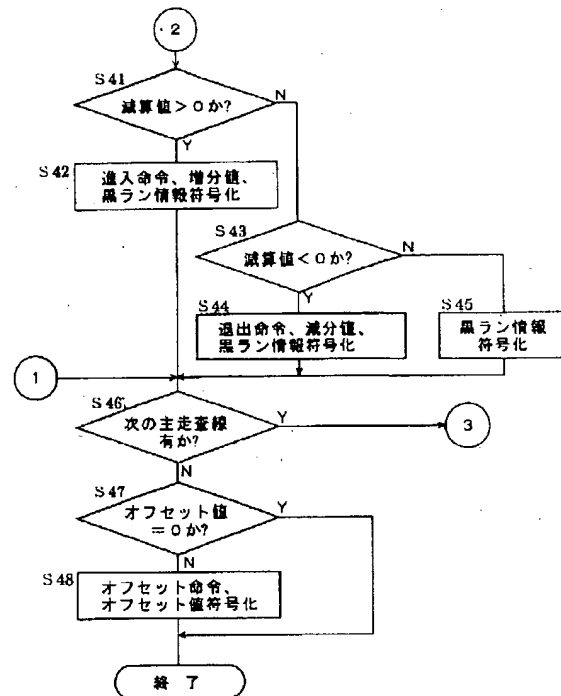 2
S41
減算値>0か?
N
Y
S42
進入命令、増分値、
黒ラン情報符号化
S43
減算値<0か?
N
Y
S44
退出命令、減分値、
黒ラン情報符号化
S45
黒ラン情報
符号化
1
S46
次の主走査線
有か?
Y
3
N
S47
オフセット値
=0か?
Y
N
S48
オフセット命令、
オフセット値符号化
終 了